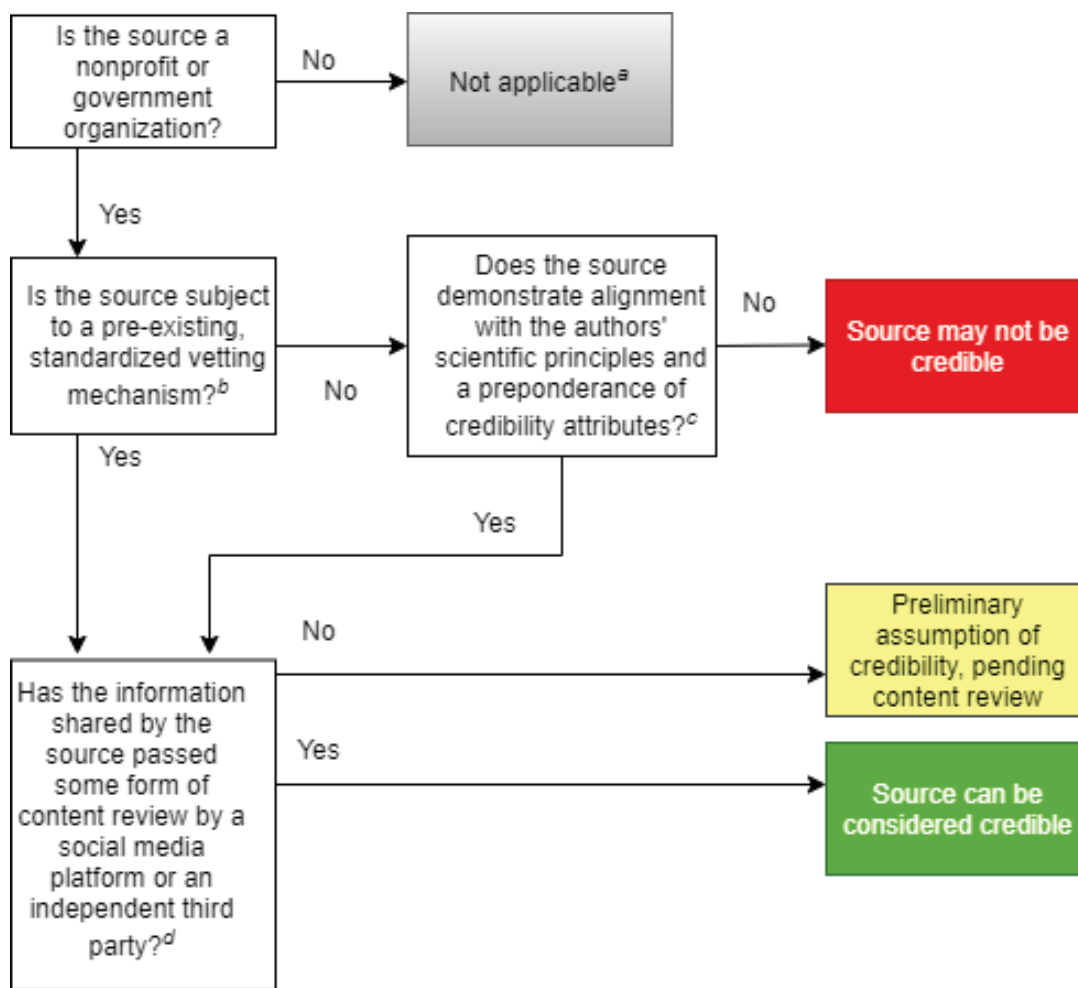 Is the source a
nonprofit or
government
organization?
No
Not applicable^a
Yes
Is the source subject
to a pre-existing,
standardized vetting
mechanism?^b
No
Does the source
demonstrate alignment
with the authors'
scientific principles and
a preponderance of
credibility attributes?^c
No
Source may not be
credible
Yes
Yes
Has the information
shared by the
source passed
some form of
content review by a
social media
platform or an
independent third
party?^d
No
Preliminary
assumption of
credibility, pending
content review
Yes
Source can be
considered credible